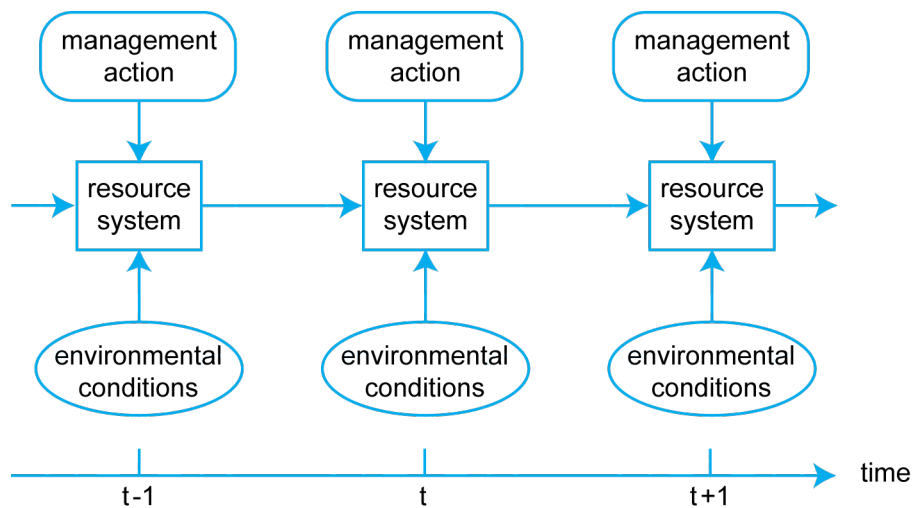 management
action
management
action
management
action
resource
system
resource
system
resource
system
environmental
conditions
environmental
conditions
environmental
conditions
time
t-1
t
t+1